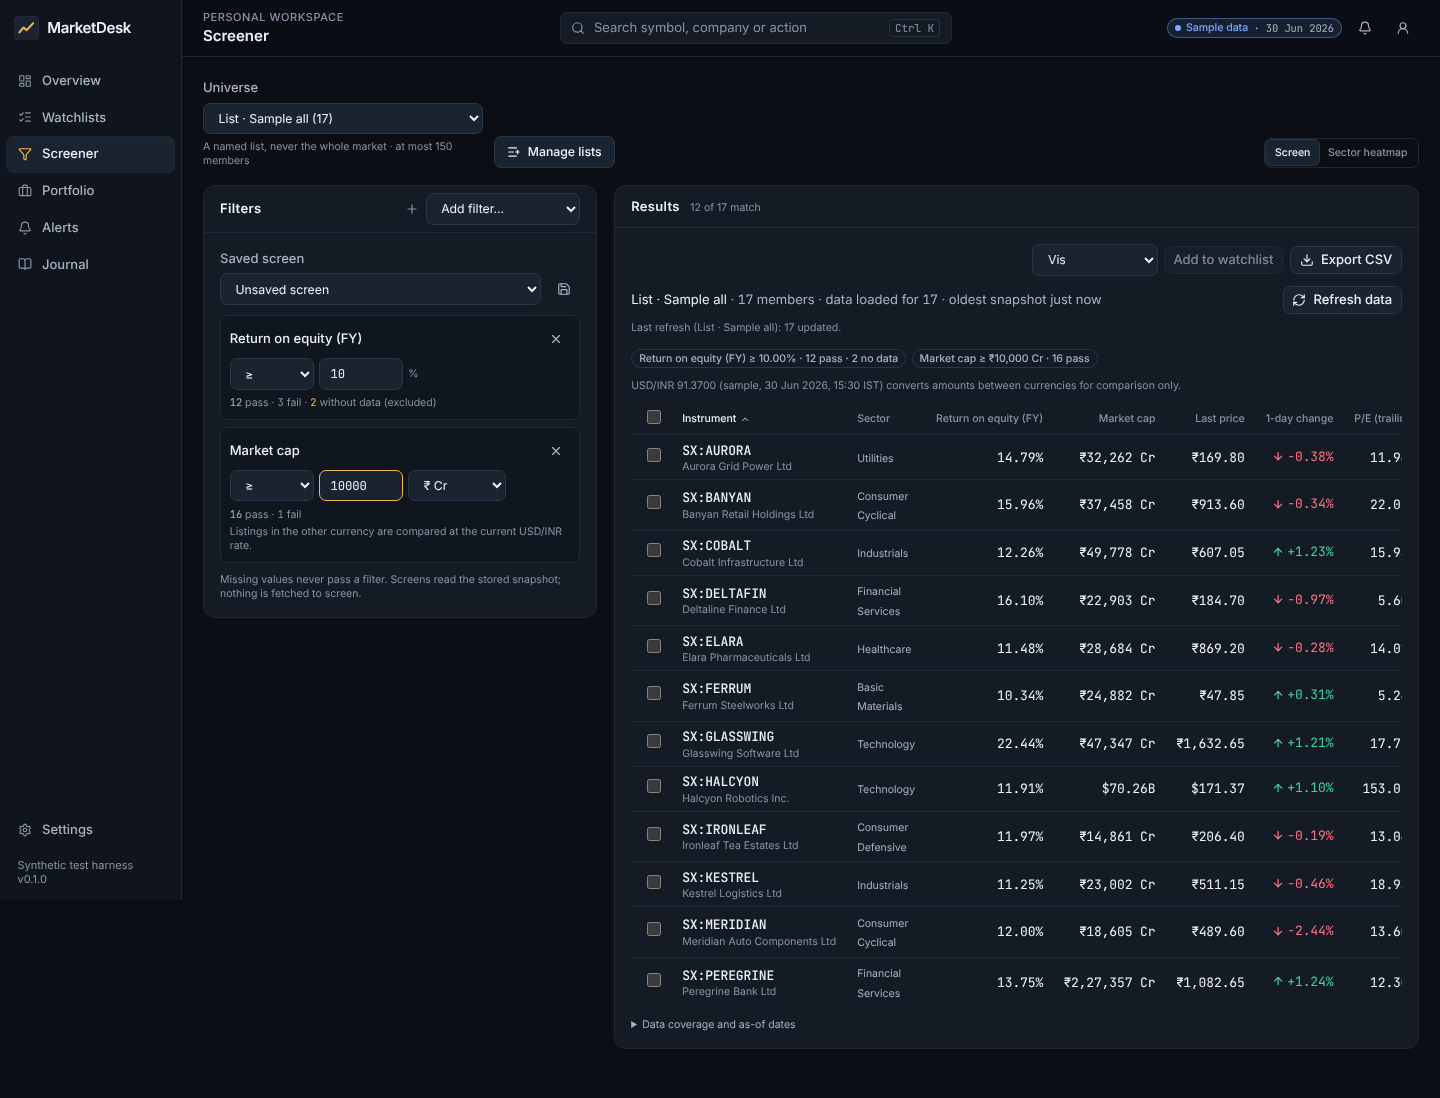 MarketDesk
PERSONAL WORKSPACE
Screener
Search symbol, company or action
Ctrl K
Sample data · 30 Jun 2026
Overview
Watchlists
Screener
Portfolio
Alerts
Journal
Settings
Synthetic test harness
v0.1.0
Universe
List · Sample all (17)
A named list, never the whole market · at most 150
members
Manage lists
Screen
Sector heatmap
Filters
Add filter...
Saved screen
Unsaved screen
Return on equity (FY)
≥ 10 %
12 pass · 3 fail · 2 without data (excluded)
Market cap
≥ 10000 ₹ Cr
16 pass · 1 fail
Listings in the other currency are compared at the current USD/INR
rate.
Missing values never pass a filter. Screens read the stored snapshot;
nothing is fetched to screen.
Results 12 of 17 match
Vis
Add to watchlist
Export CSV
List · Sample all · 17 members · data loaded for 17 · oldest snapshot just now
Refresh data
Last refresh (List · Sample all): 17 updated.
Return on equity (FY) ≥ 10.00% · 12 pass · 2 no data
Market cap ≥ ₹10,000 Cr · 16 pass
USD/INR 91.3700 (sample, 30 Jun 2026, 15:30 IST) converts amounts between currencies for comparison only.
Instrument Sector Return on equity (FY) Market cap Last price 1-day change P/E
SX:AURORA
Aurora Grid Power Ltd
Utilities
14.79% ₹32,262 Cr ₹169.80 ↓ -0.38% 11.9
SX:BANYAN
Banyan Retail Holdings Ltd
Consumer
Cyclical
15.96% ₹37,458 Cr ₹913.60 ↓ -0.34% 22.0
SX:COBALT
Cobalt Infrastructure Ltd
Industrials
12.26% ₹49,778 Cr ₹607.05 ↑ +1.23% 15.9
SX:DELTAFIN
Deltaline Finance Ltd
Financial
Services
16.10% ₹22,903 Cr ₹184.70 ↓ -0.97% 5.6
SX:ELARA
Elara Pharmaceuticals Ltd
Healthcare
11.48% ₹28,684 Cr ₹869.20 ↓ -0.28% 14.0
SX:FERRUM
Ferrum Steelworks Ltd
Basic
Materials
10.34% ₹24,882 Cr ₹47.85 ↑ +0.31% 5.2
SX:GLASSWING
Glasswing Software Ltd
Technology
22.44% ₹47,347 Cr ₹1,632.65 ↑ +1.21% 17.7
SX:HALCYON
Halcyon Robotics Inc.
Technology
11.91% $70.26B $171.37 ↑ +1.10% 153.0
SX:IRONLEAF
Ironleaf Tea Estates Ltd
Consumer
Defensive
11.97% ₹14,861 Cr ₹206.40 ↓ -0.19% 13.0
SX:KESTREL
Kestrel Logistics Ltd
Industrials
11.25% ₹23,002 Cr ₹511.15 ↓ -0.46% 18.9
SX:MERIDIAN
Meridian Auto Components Ltd
Consumer
Cyclical
12.00% ₹18,605 Cr ₹489.60 ↓ -2.44% 13.6
SX:PEREGRINE
Peregrine Bank Ltd
Financial
Services
13.75% ₹2,27,357 Cr ₹1,082.65 ↑ +1.24% 12.3
Data coverage and as-of dates